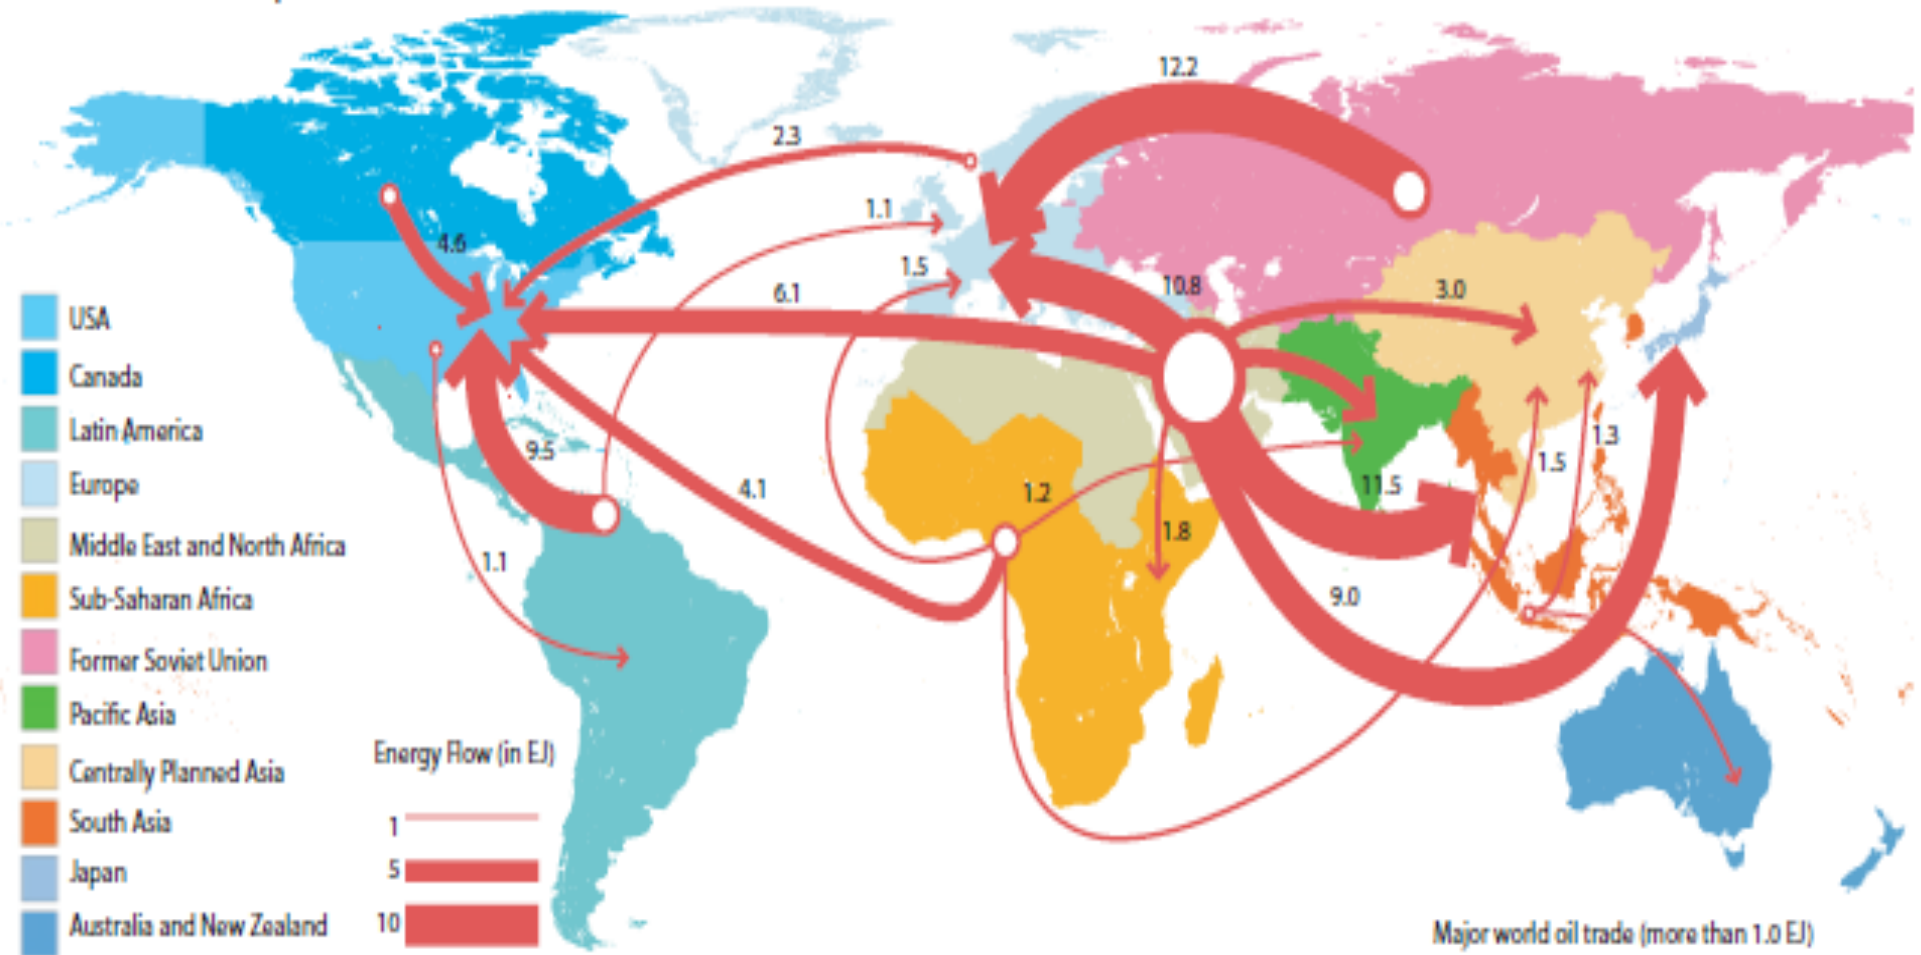 12.2
2.3
1.1
4.6
1.5
10.8
6.1
3.0
USA
Canada
Latin America
Europe
Middle East and North Africa
Sub-Saharan Africa
Former Soviet Union
Pacific Asia
Centrally Planned Asia
South Asia
Japan
Australia and New Zealand
9.5
4.1
1.2
11.5
1.5
1.3
1.8
1.1
9.0
Energy Flow (in EJ)
1
5
10
Major world oil trade (more than 1.0 EJ)